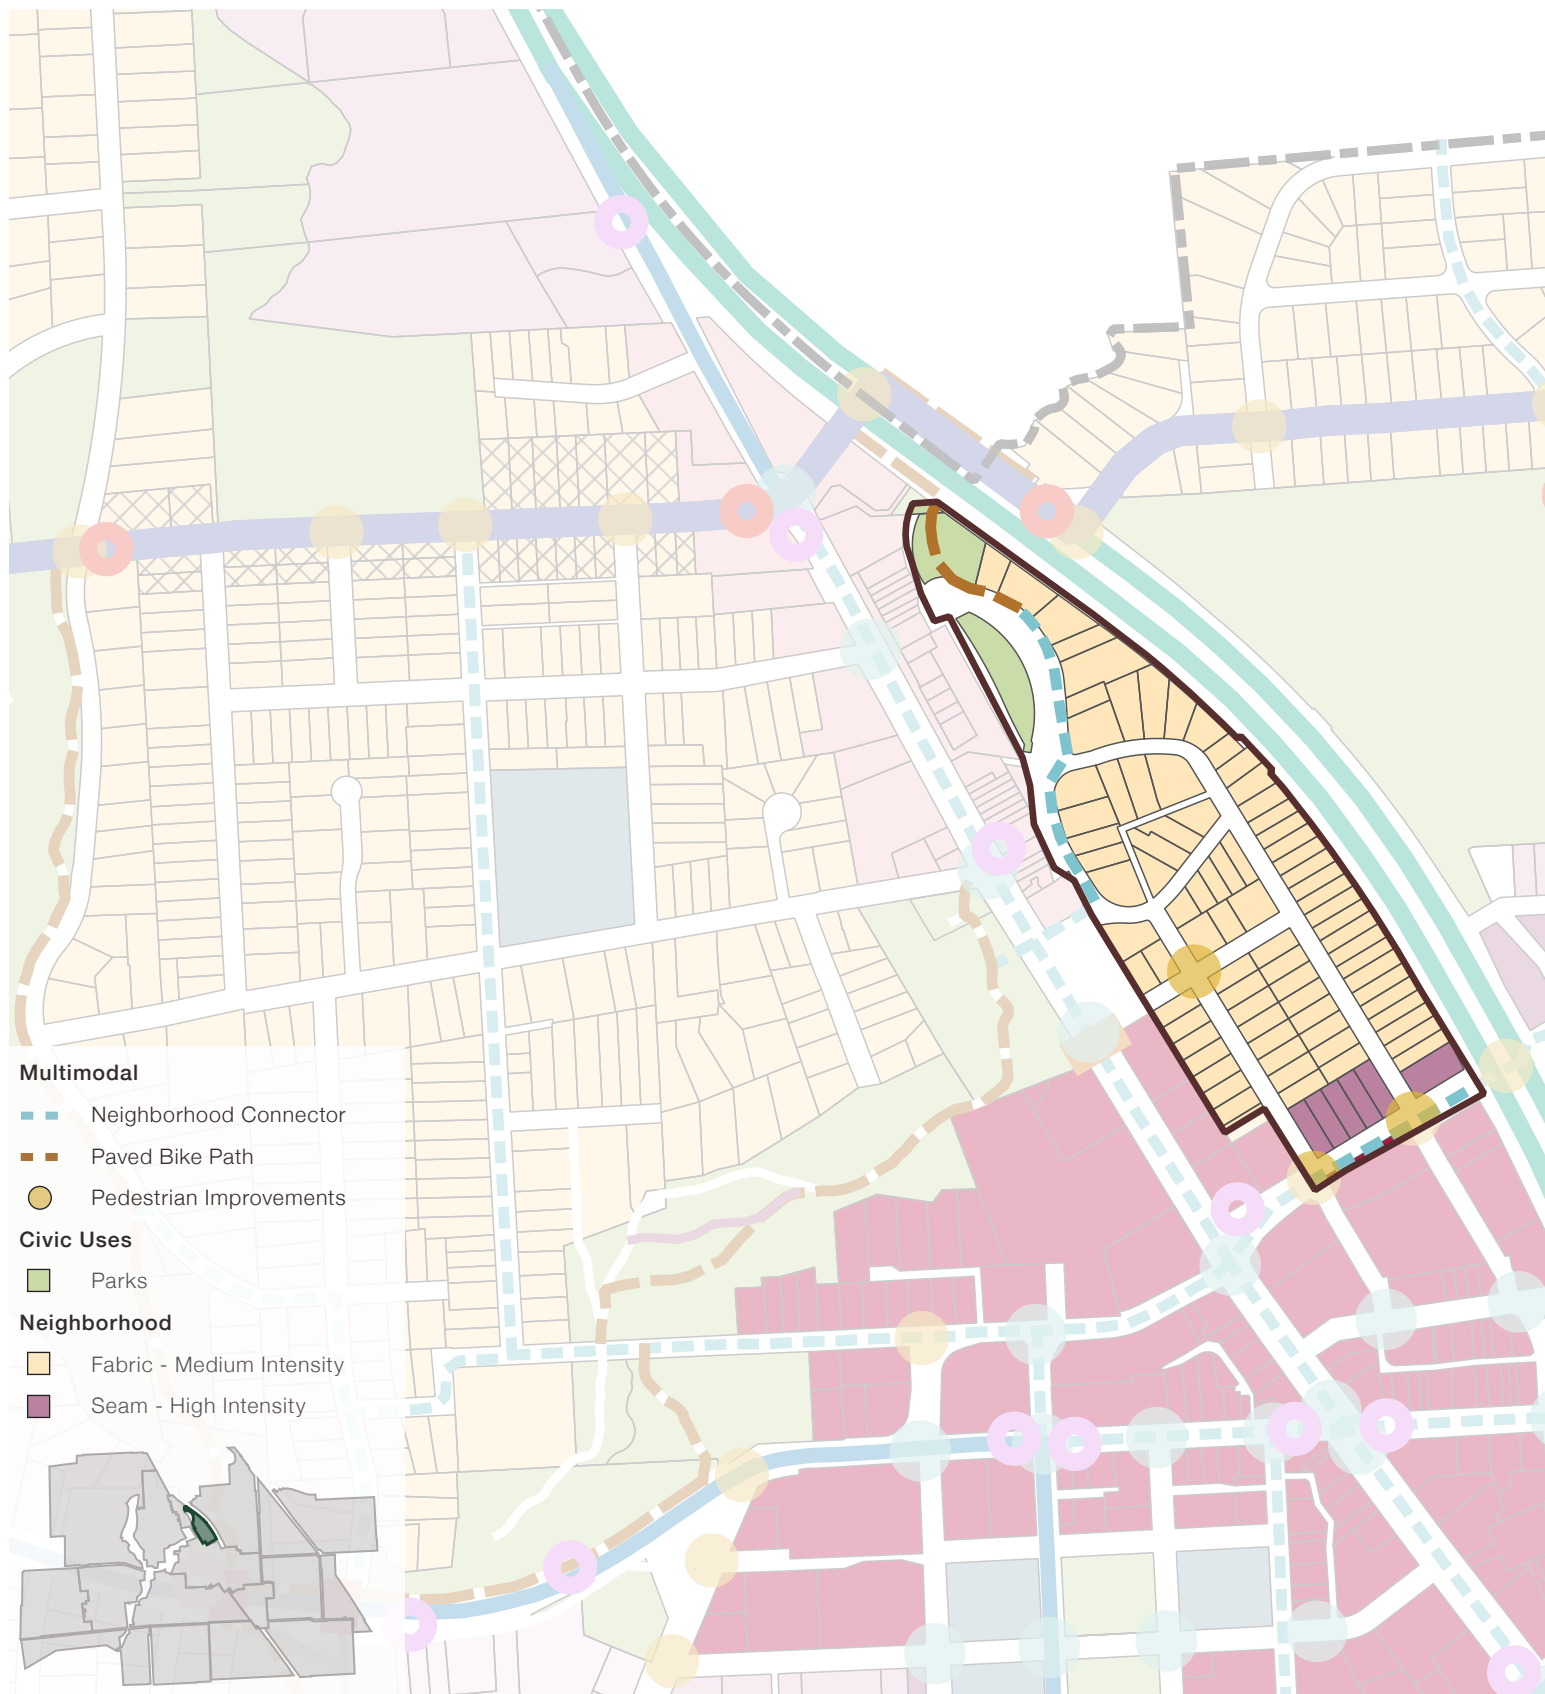 Multimodal
Neighborhood Connector
Paved Bike Path
Pedestrian Improvements
Civic Uses
Parks
Neighborhood
Fabric - Medium Intensity
Seam - High Intensity